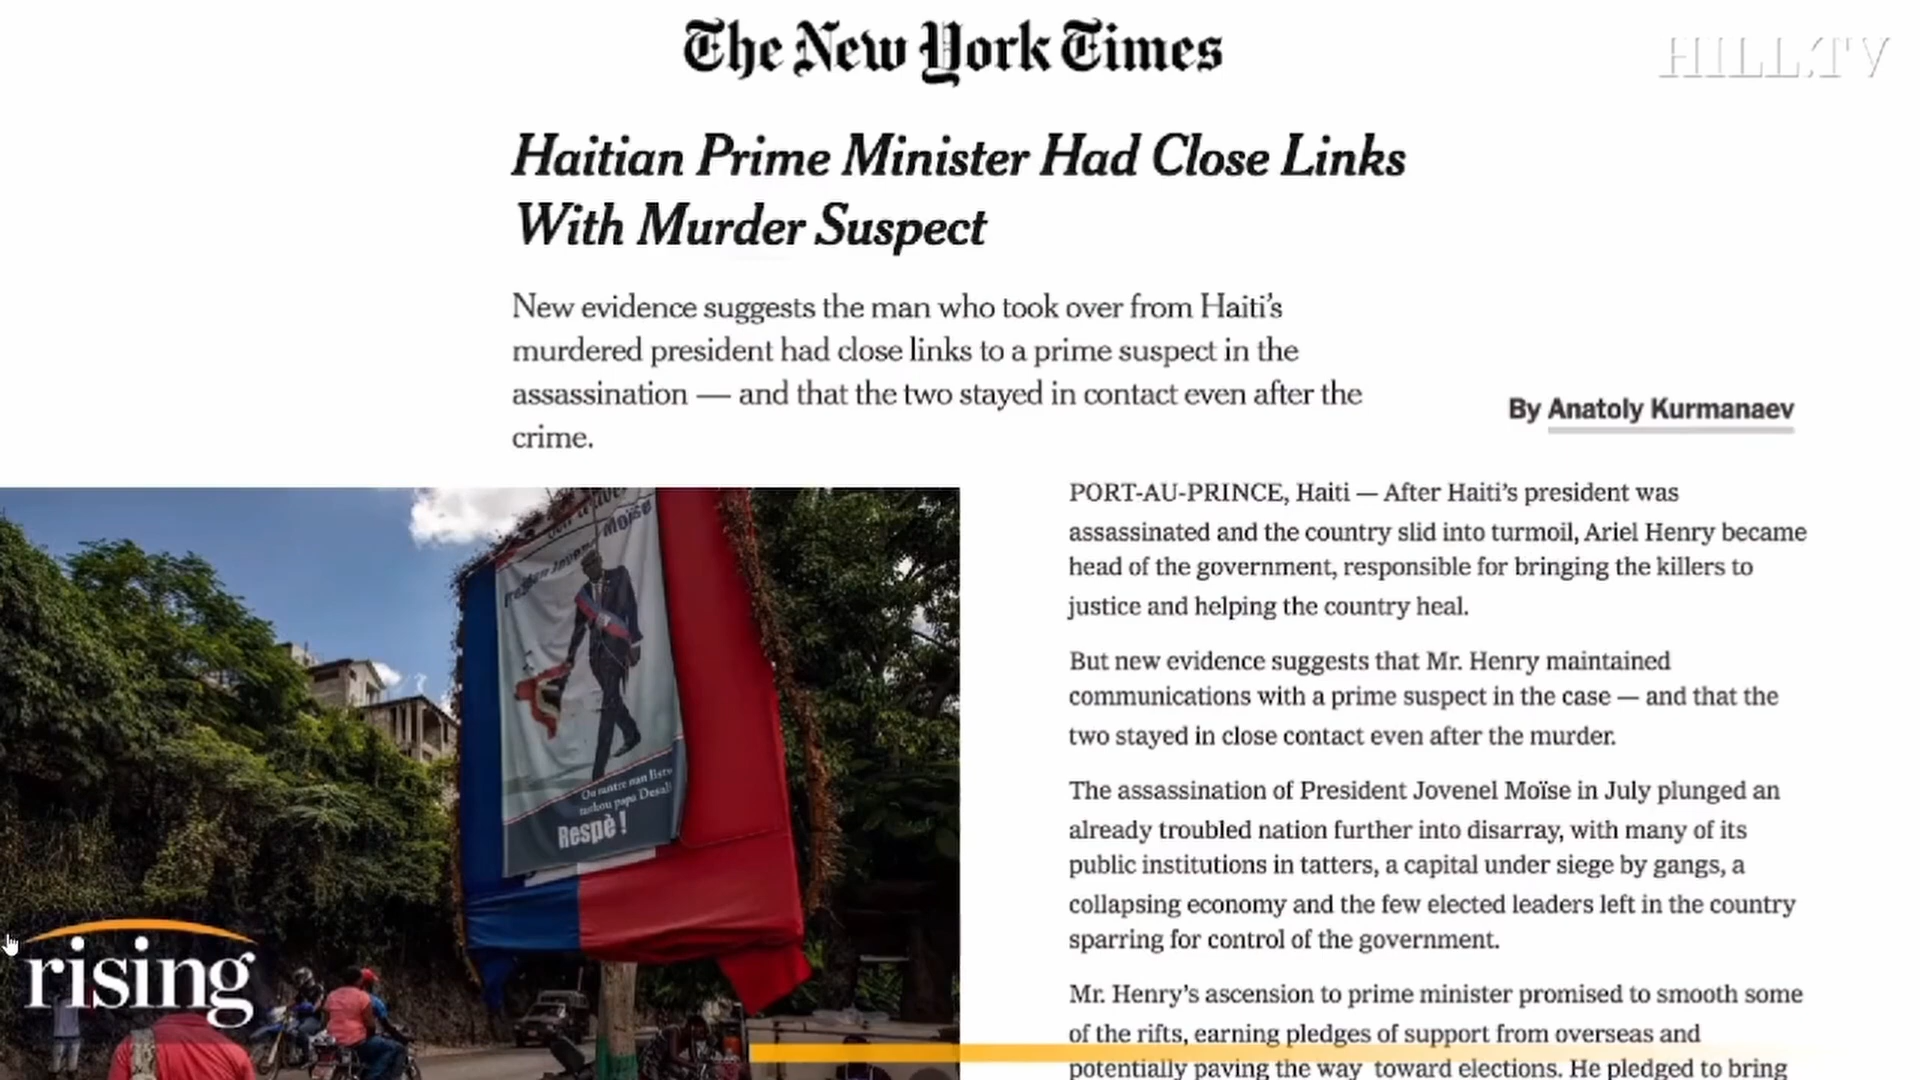 The New York Times
HILL.TV
Haitian Prime Minister Had Close Links
With Murder Suspect
New evidence suggests the man who took over from Haiti’s
murdered president had close links to a prime suspect in the
assassination — and that the two stayed in contact even after the
crime.
By Anatoly Kurmanaev
Moïse
Respè !
rising
PORT-AU-PRINCE, Haiti — After Haiti’s president was
assassinated and the country slid into turmoil, Ariel Henry became
head of the government, responsible for bringing the killers to
justice and helping the country heal.
But new evidence suggests that Mr. Henry maintained
communications with a prime suspect in the case — and that the
two stayed in close contact even after the murder.
The assassination of President Jovenel Moïse in July plunged an
already troubled nation further into disarray, with many of its
public institutions in tatters, a capital under siege by gangs, a
collapsing economy and the few elected leaders left in the country
sparring for control of the government.
Mr. Henry’s ascension to prime minister promised to smooth some
of the rifts, earning pledges of support from overseas and
potentially paving the way toward elections. He pledged to bring